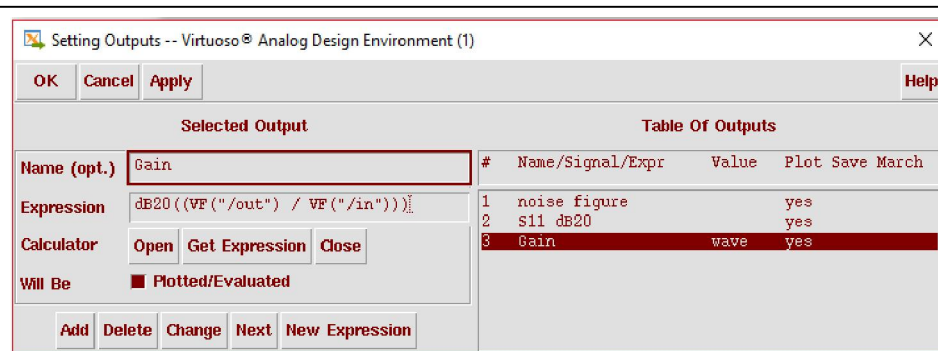 Setting Outputs -- Virtuoso® Analog Design Environment (1)
OK Cancel Apply Help
Selected Output
Name (opt.) Gain
Expression dB20((VF("/out") / VF("/in")))
Calculator Open Get Expression Close
Will Be Plotted/Evaluated
Add Delete Change Next New Expression
Table Of Outputs
# Name/Signal/Expr Value Plot Save March
1 noise figure yes
2 S11 dB20 yes
3 Gain wave yes